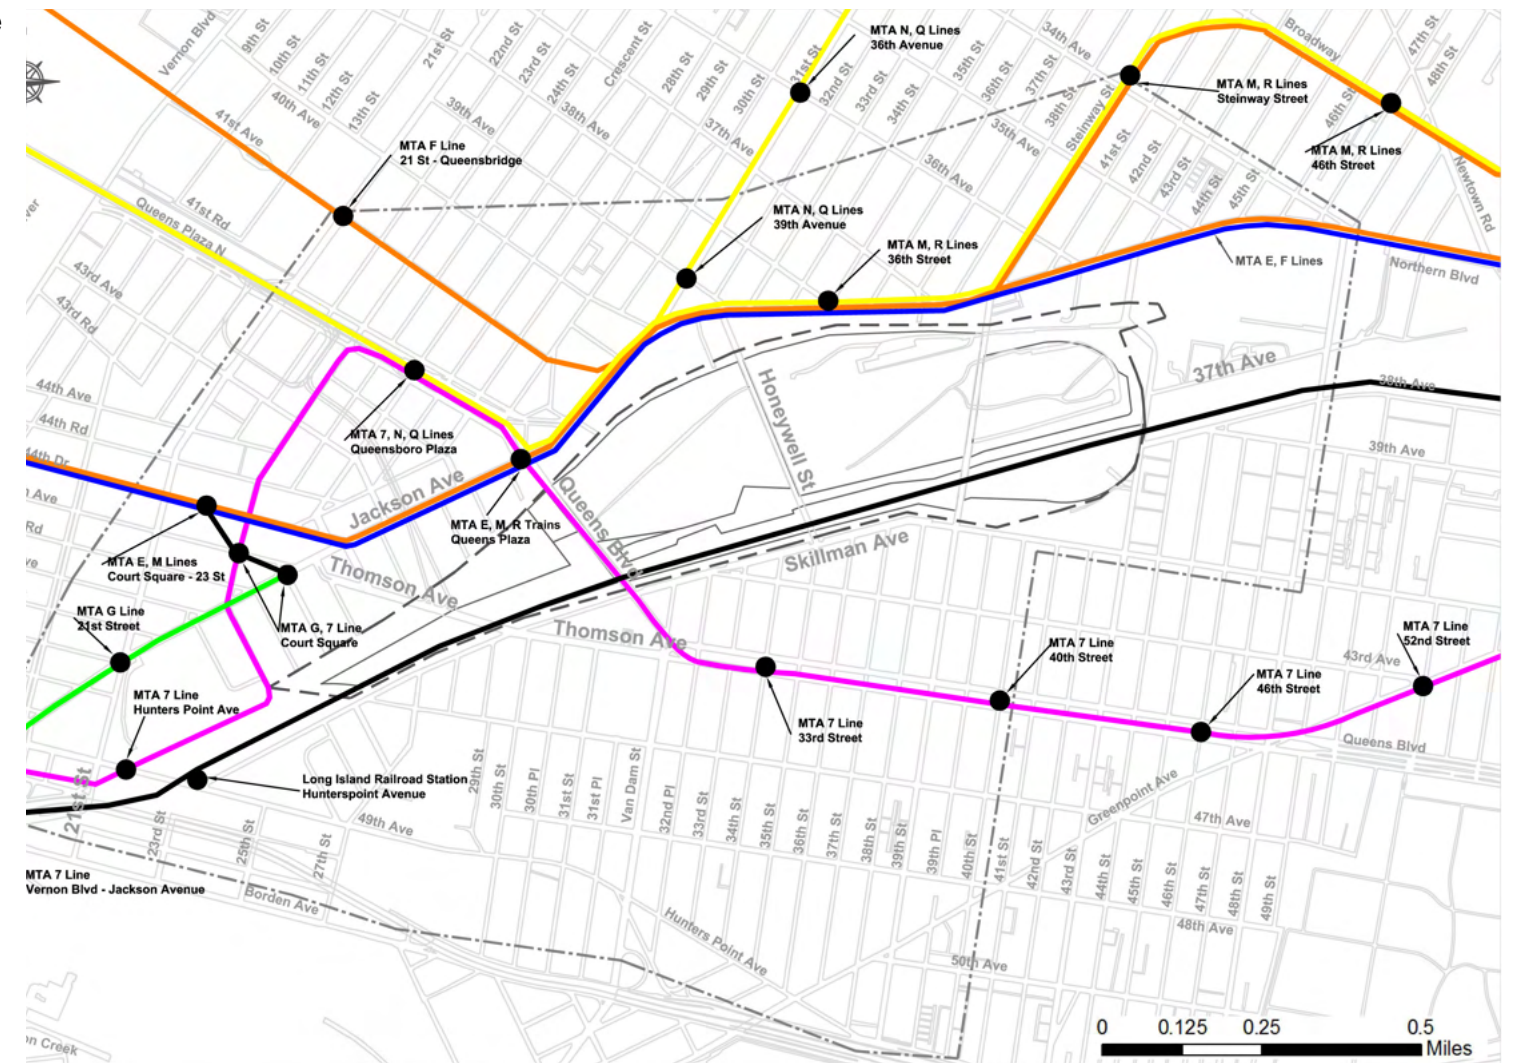 Vernon Blvd
9th St
10th St
11th St
12th St
13th St
21st St
22nd St
23rd St
24th St
Crescent St
28th St
29th St
30th St
31st St
32nd St
33rd St
34th St
35th St
36th St
37th St
38th St
Steinway St
41st St
42nd St
43rd St
44th St
45th St
46th St
47th St
48th St
34th Ave
Broadway
Newtown Rd
MTA N, Q Lines
36th Avenue
MTA M, R Lines
Steinway Street
MTA M, R Lines
46th Street
41st Ave
40th Ave
39th Ave
38th Ave
37th Ave
36th Ave
35th Ave
MTA F Line
21 St - Queensbridge
MTA N, Q Lines
39th Avenue
MTA M, R Lines
36th Street
MTA E, F Lines
Northern Blvd
41st Rd
Queens Plaza N
43rd Ave
43rd Rd
44th Ave
44th Rd
44th Dr
Ave
Rd
37th Ave
38th Ave
39th Ave
Honeywell St
MTA 7, N, Q Lines
Queensboro Plaza
Jackson Ave
Queens Blvd
MTA E, M, R Trains
Queens Plaza
Skillman Ave
Thomson Ave
Thomson Ave
MTA E, M Lines
Court Square - 23 St
MTA G Line
21st Street
MTA G, 7 Line
Court Square
MTA 7 Line
Hunters Point Ave
MTA 7 Line
33rd Street
MTA 7 Line
40th Street
MTA 7 Line
46th Street
MTA 7 Line
52nd Street
43rd Ave
Queens Blvd
Long Island Railroad Station
Hunterspoint Avenue
21st St
23rd St
25th St
27th St
49th Ave
29th St
30th St
30th Pl
31st St
31st Pl
Van Dam St
32nd Pl
33rd St
34th St
35th St
36th St
37th St
38th St
39th St
39th Pl
40th St
41st St
42nd St
43rd St
44th St
45th St
46th St
47th St
48th St
49th St
Greenpoint Ave
47th Ave
48th Ave
50th Ave
MTA 7 Line
Vernon Blvd - Jackson Avenue
Borden Ave
Hunters Point Ave
on Creek
0 0.125 0.25 0.5
Miles